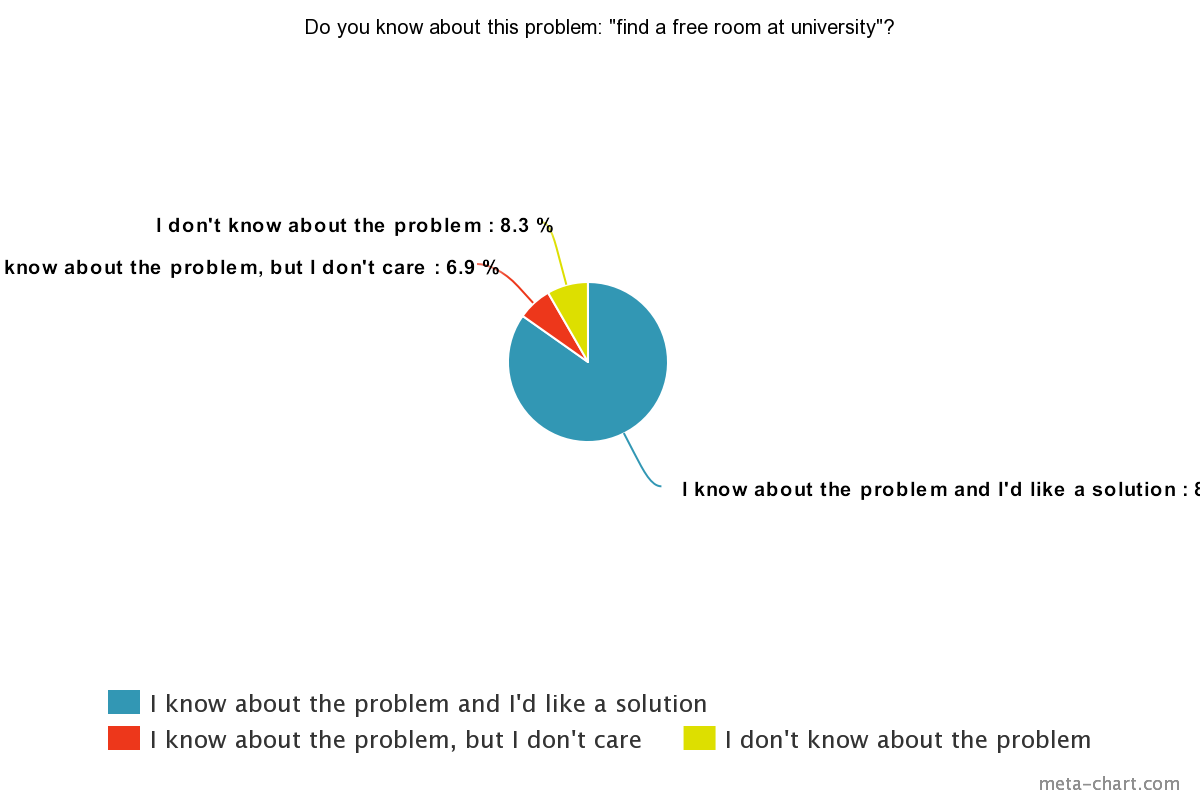 Do you know about this problem: "find a free room at university"?
I don't know about the problem : 8.3 %
know about the problem, but I don't care : 6.9 %
I know about the problem and I'd like a solution :
I know about the problem and I'd like a solution
I know about the problem, but I don't care
I don't know about the problem
meta-chart.com